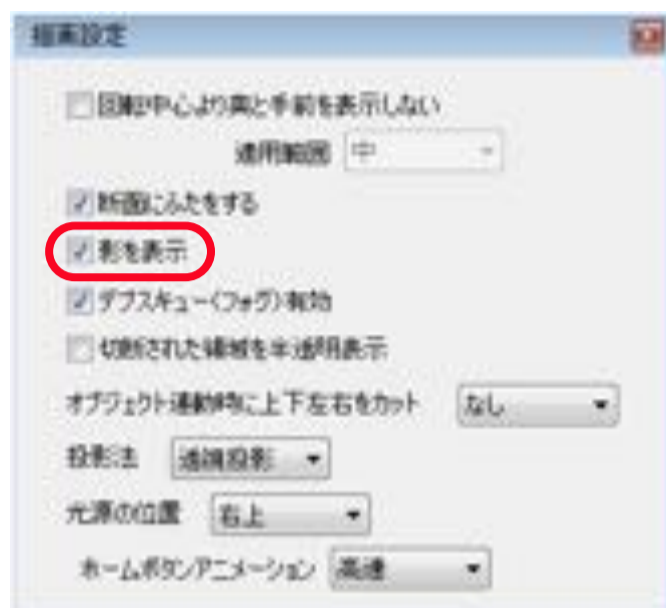 描画設定
回転中心より奥と手前を表示しない
適用範囲 中
断面にふたをする
影を表示
デプスキュー(フォグ)有効
切断された領域を半透明表示
オブジェクト連動時に上下左右をカット なし
投影法 透視投影
光源の位置 右上
ホームボタンアニメーション 高速